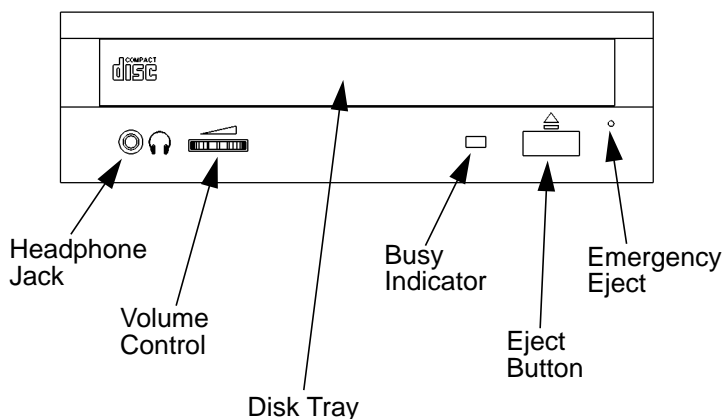 COMPACT
disc
Headphone
Jack
Volume
Control
Disk Tray
Busy
Indicator
Eject
Button
Emergency
Eject